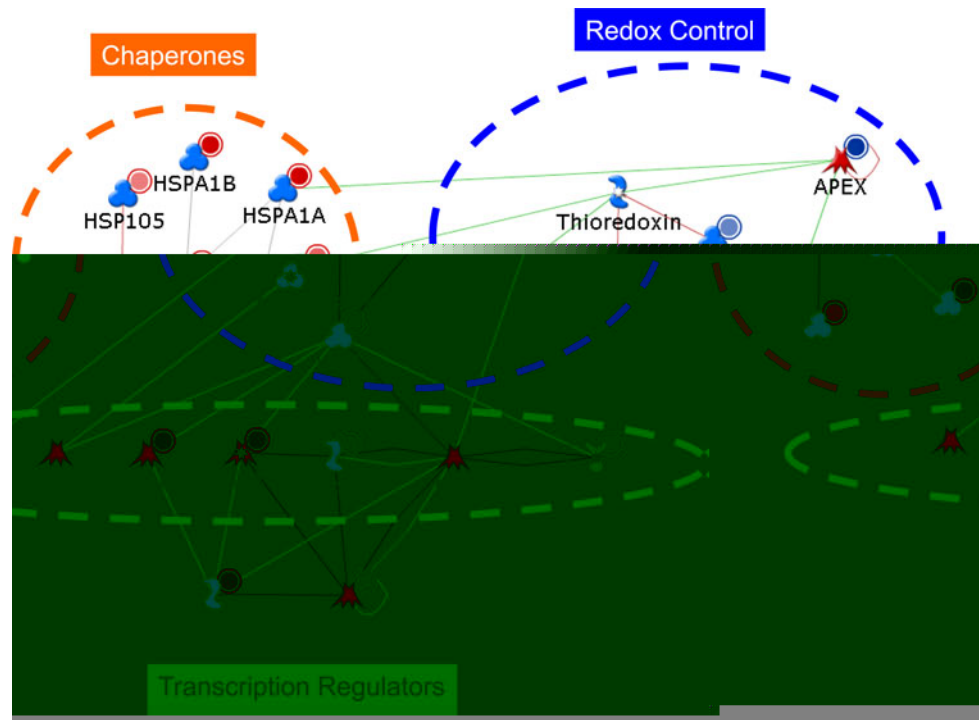 Redox Control
Chaperones
HSPA1B
APEX
HSP105
HSPA1A
Thioredoxin
Transcription Regulators